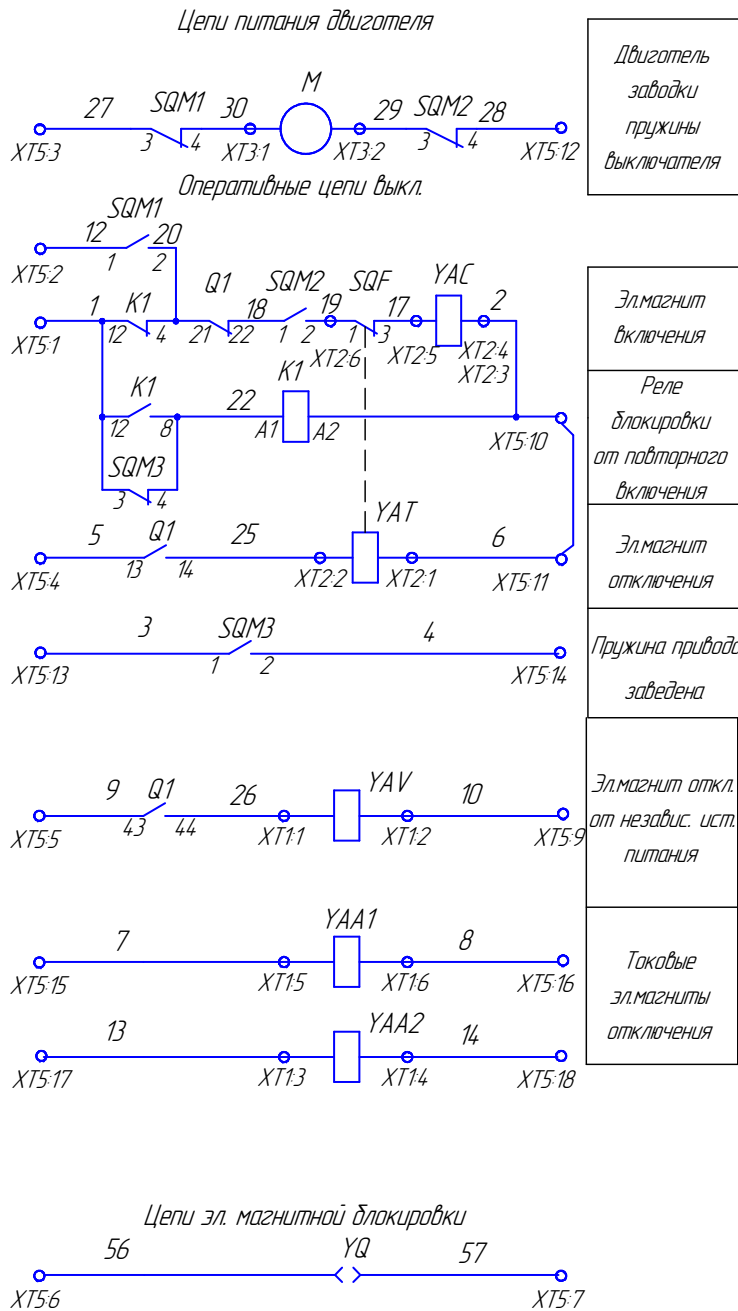 Цепи питания двиготеля
Двиготель
заводки
пружины
выключателя
27 SQM1 30 M 29 SQM2 28
3 4 3 4
XT5:3 XT3:1 XT3:2 XT5:12
Оперативные цепи выкл.
SQM1
12 20
1 2
XT5:2
1 K1 Q1 18 SQM2 19 SQF 17 YAC 2
12 4 21 22 1 2 1 3
XT5:1 XT2:6 XT2:5 XT2:4
XT2:3
Эл.магнит
включения
K1 22 K1
12 8 A1 A2 XT5:10
SQM3
3 4
Реле
блокировки
от повторного
включения
5 Q1 25 YAT 6
13 14
XT5:4 XT2:2 XT2:1 XT5:11
Эл.магнит
отключения
3 SQM3 4
1 2
XT5:13 XT5:14
Пружина привода
заведена
9 Q1 26 YAV 10
43 44
XT5:5 XT1:1 XT1:2 XT5:9
Эл.магнит откл.
от независ. ист.
питания
7 YAA1 8
XT5:15 XT1:5 XT1:6 XT5:16
13 YAA2 14
XT5:17 XT1:3 XT1:4 XT5:18
Токовые
эл.магниты
отключения
Цепи эл. магнитной блокировки
56 YQ 57
XT5:6 XT5:7